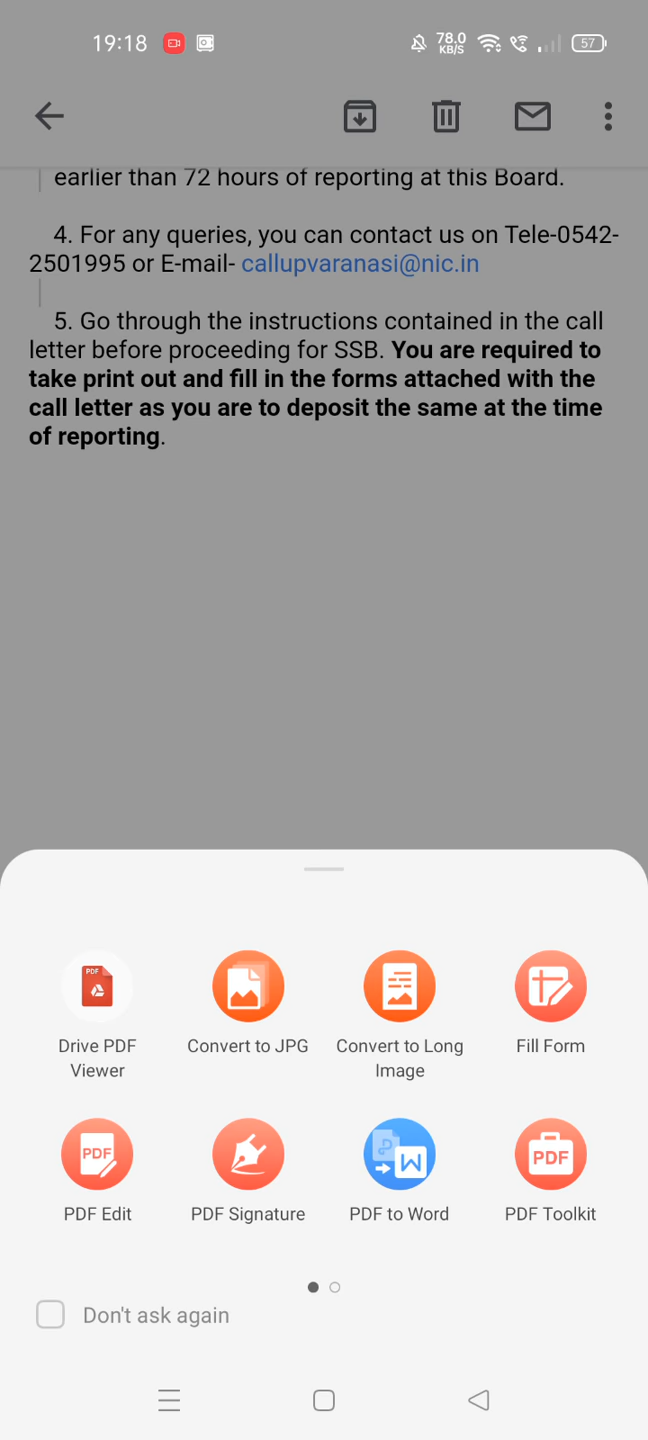 19:18 78.0 KB/S 57
earlier than 72 hours of reporting at this Board.
4. For any queries, you can contact us on Tele-0542-
2501995 or E-mail- callupvaranasi@nic.in
5. Go through the instructions contained in the call
letter before proceeding for SSB. You are required to
take print out and fill in the forms attached with the
call letter as you are to deposit the same at the time
of reporting.
PDF
Drive PDF Viewer
Convert to JPG
Convert to Long Image
Fill Form
PDF
PDF Edit
PDF Signature
P W
PDF to Word
PDF
PDF Toolkit
Don't ask again